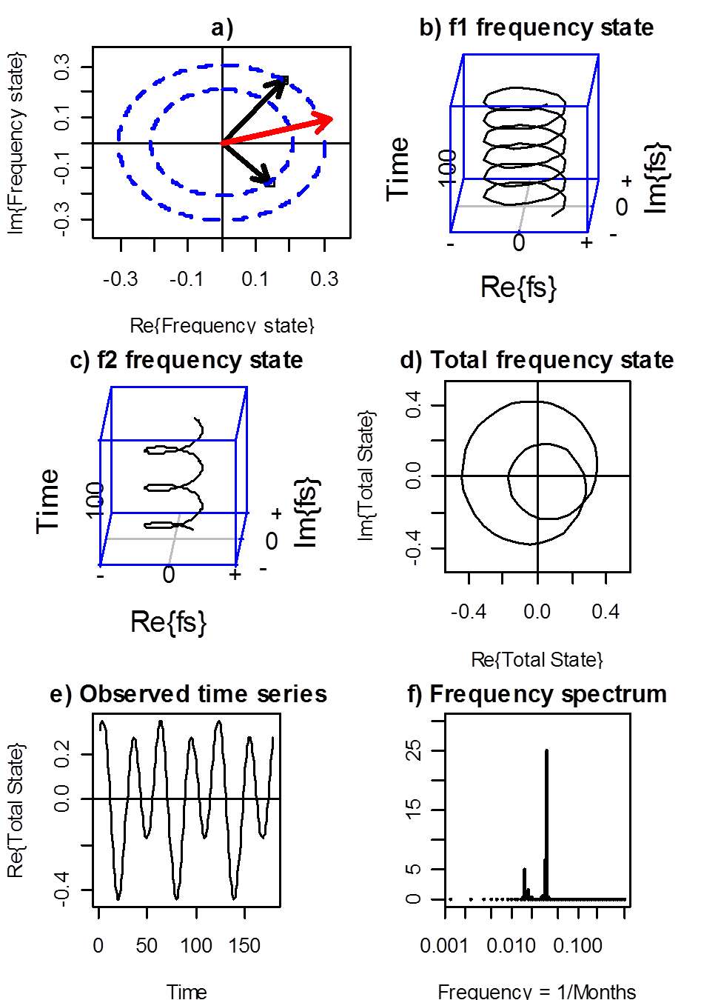 a)
Im{Frequency state}
0.3
0.1
-0.1
-0.3
-0.3
-0.1
0.1
0.3
Re{Frequency state}
b) f1 frequency state
Time
100
Im{fs}
+
0
-
-
0
+
Re{fs}
c) f2 frequency state
Time
100
Im{fs}
+
0
-
-
0
+
Re{fs}
d) Total frequency state
Im{Total State}
0.4
0.0
-0.4
-0.4
0.0
0.4
Re{Total State}
e) Observed time series
Re{Total State}
0.2
0.0
-0.4
0
50
100
150
Time
f) Frequency spectrum
25
15
5
0
0.001
0.010
0.100
Frequency = 1/Months